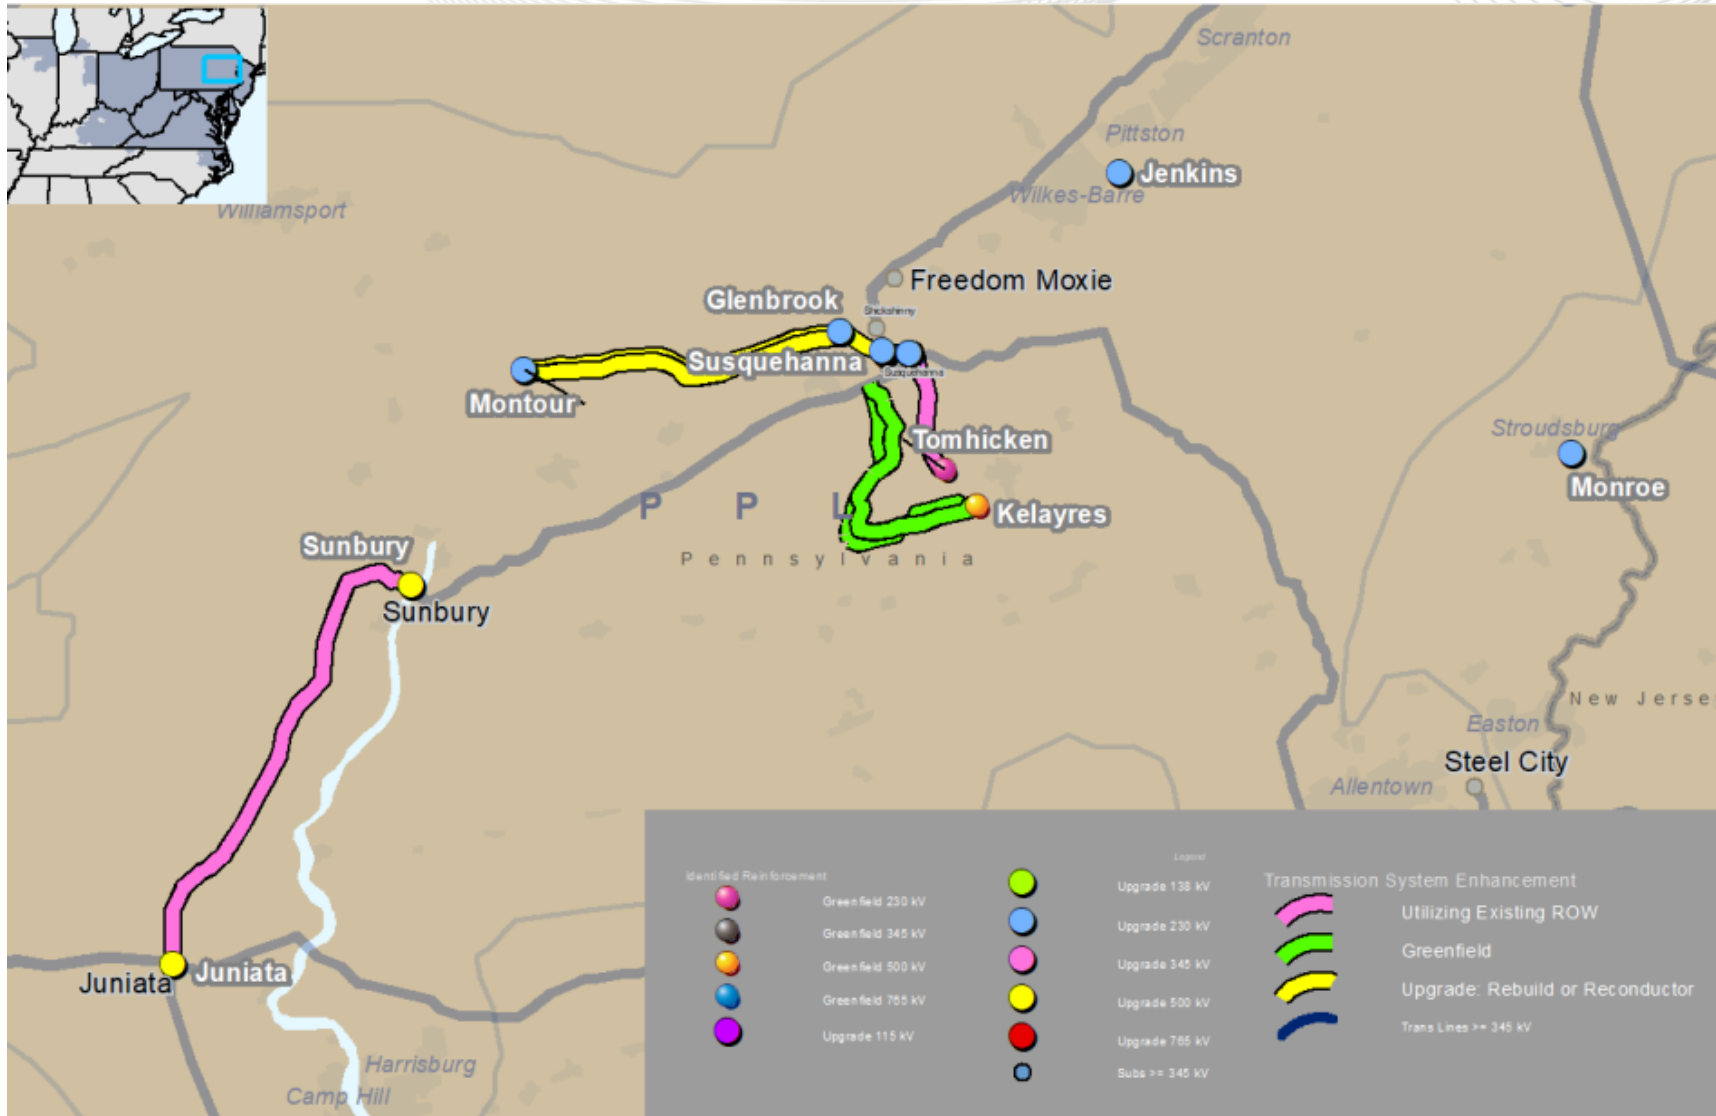 Scranton
Pittston
Jenkins
Wilkes-Barre
Williamsport
Freedom Moxie
Glenbrook
Shickshinny
Susquehanna
Susquehanna
Montour
Stroudsburg
Tomhicken
Monroe
P P L
Kelayres
Pennsylvania
Sunbury
Sunbury
New Jerse
Easton
Steel City
Allentown
Juniata
Juniata
Harrisburg
Camp Hill
Legend
Identified Reinforcement
Greenfield 230 kV
Greenfield 345 kV
Greenfield 500 kV
Greenfield 765 kV
Upgrade 115 kV
Upgrade 138 kV
Upgrade 230 kV
Upgrade 345 kV
Upgrade 500 kV
Upgrade 765 kV
Subs >= 345 kV
Transmission System Enhancement
Utilizing Existing ROW
Greenfield
Upgrade: Rebuild or Reconductor
Trans Lines >= 345 kV